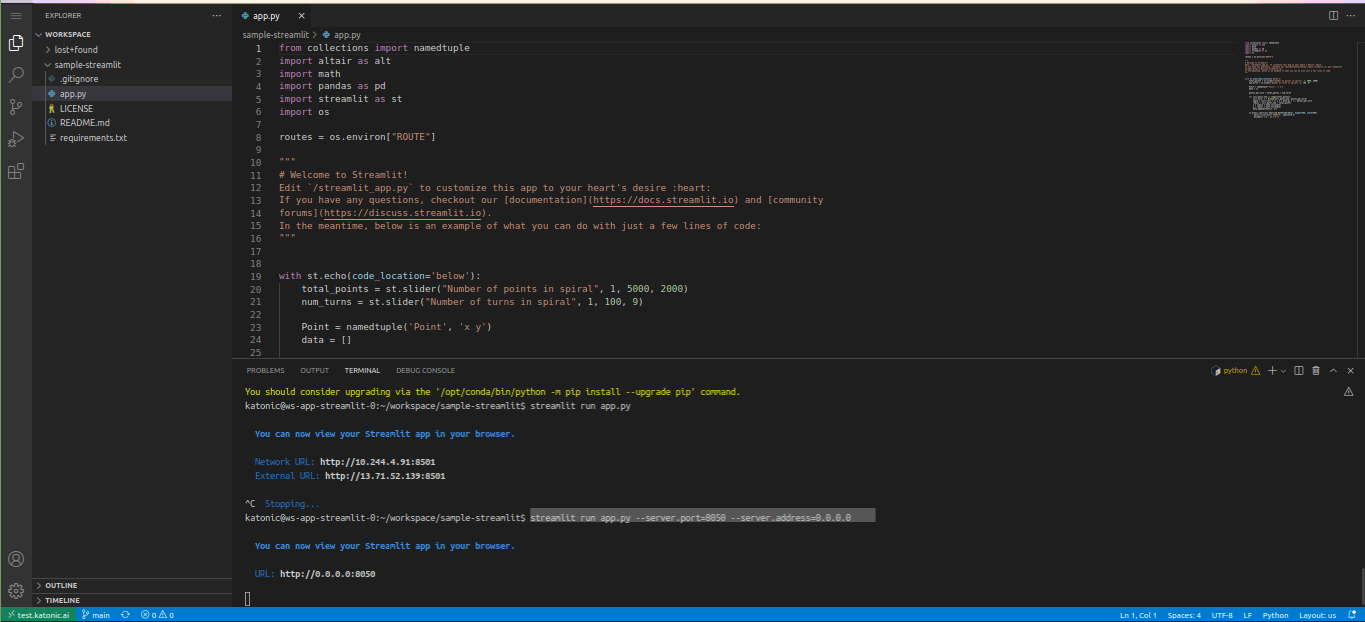 EXPLORER
WORKSPACE
lost+found
sample-streamlit
.gitignore
app.py
LICENSE
README.md
requirements.txt
OUTLINE
TIMELINE
app.py
sample-streamlit > app.py
1 from collections import namedtuple
2 import altair as alt
3 import math
4 import pandas as pd
5 import streamlit as st
6 import os
7
8 routes = os.environ["ROUTE"]
9
10 """
11 # Welcome to Streamlit!
12 Edit `/streamlit_app.py` to customize this app to your heart's desire :heart:
13 If you have any questions, checkout our [documentation](https://docs.streamlit.io) and [community
14 forums](https://discuss.streamlit.io).
15 In the meantime, below is an example of what you can do with just a few lines of code:
16 """
17
18
19 with st.echo(code_location='below'):
20 total_points = st.slider("Number of points in spiral", 1, 5000, 2000)
21 num_turns = st.slider("Number of turns in spiral", 1, 100, 9)
22
23 Point = namedtuple('Point', 'x y')
24 data = []
25
PROBLEMS OUTPUT TERMINAL DEBUG CONSOLE
python
You should consider upgrading via the '/opt/conda/bin/python -m pip install --upgrade pip' command.
katonic@ws-app-streamlit-0:~/workspace/sample-streamlit$ streamlit run app.py
You can now view your Streamlit app in your browser.
Network URL: http://10.244.4.91:8501
External URL: http://13.71.52.139:8501
^C Stopping...
katonic@ws-app-streamlit-0:~/workspace/sample-streamlit$ streamlit run app.py --server.port=8050 --server.address=0.0.0.0
You can now view your Streamlit app in your browser.
URL: http://0.0.0.0:8050
test.katonic.ai main 0 0 Ln 1, Col 1 Spaces: 4 UTF-8 LF Python Layout: us